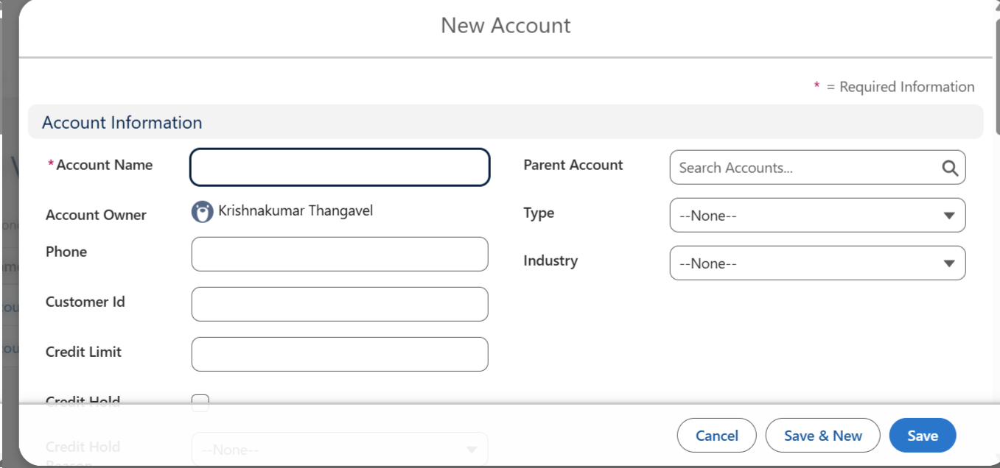 New Account
* = Required Information
Account Information
*Account Name
Parent Account
Search Accounts...
Account Owner
Krishnakumar Thangavel
Type
--None--
Phone
Industry
--None--
Customer Id
Credit Limit
Credit Hold
Credit Hold
Reason
--None--
Cancel
Save & New
Save